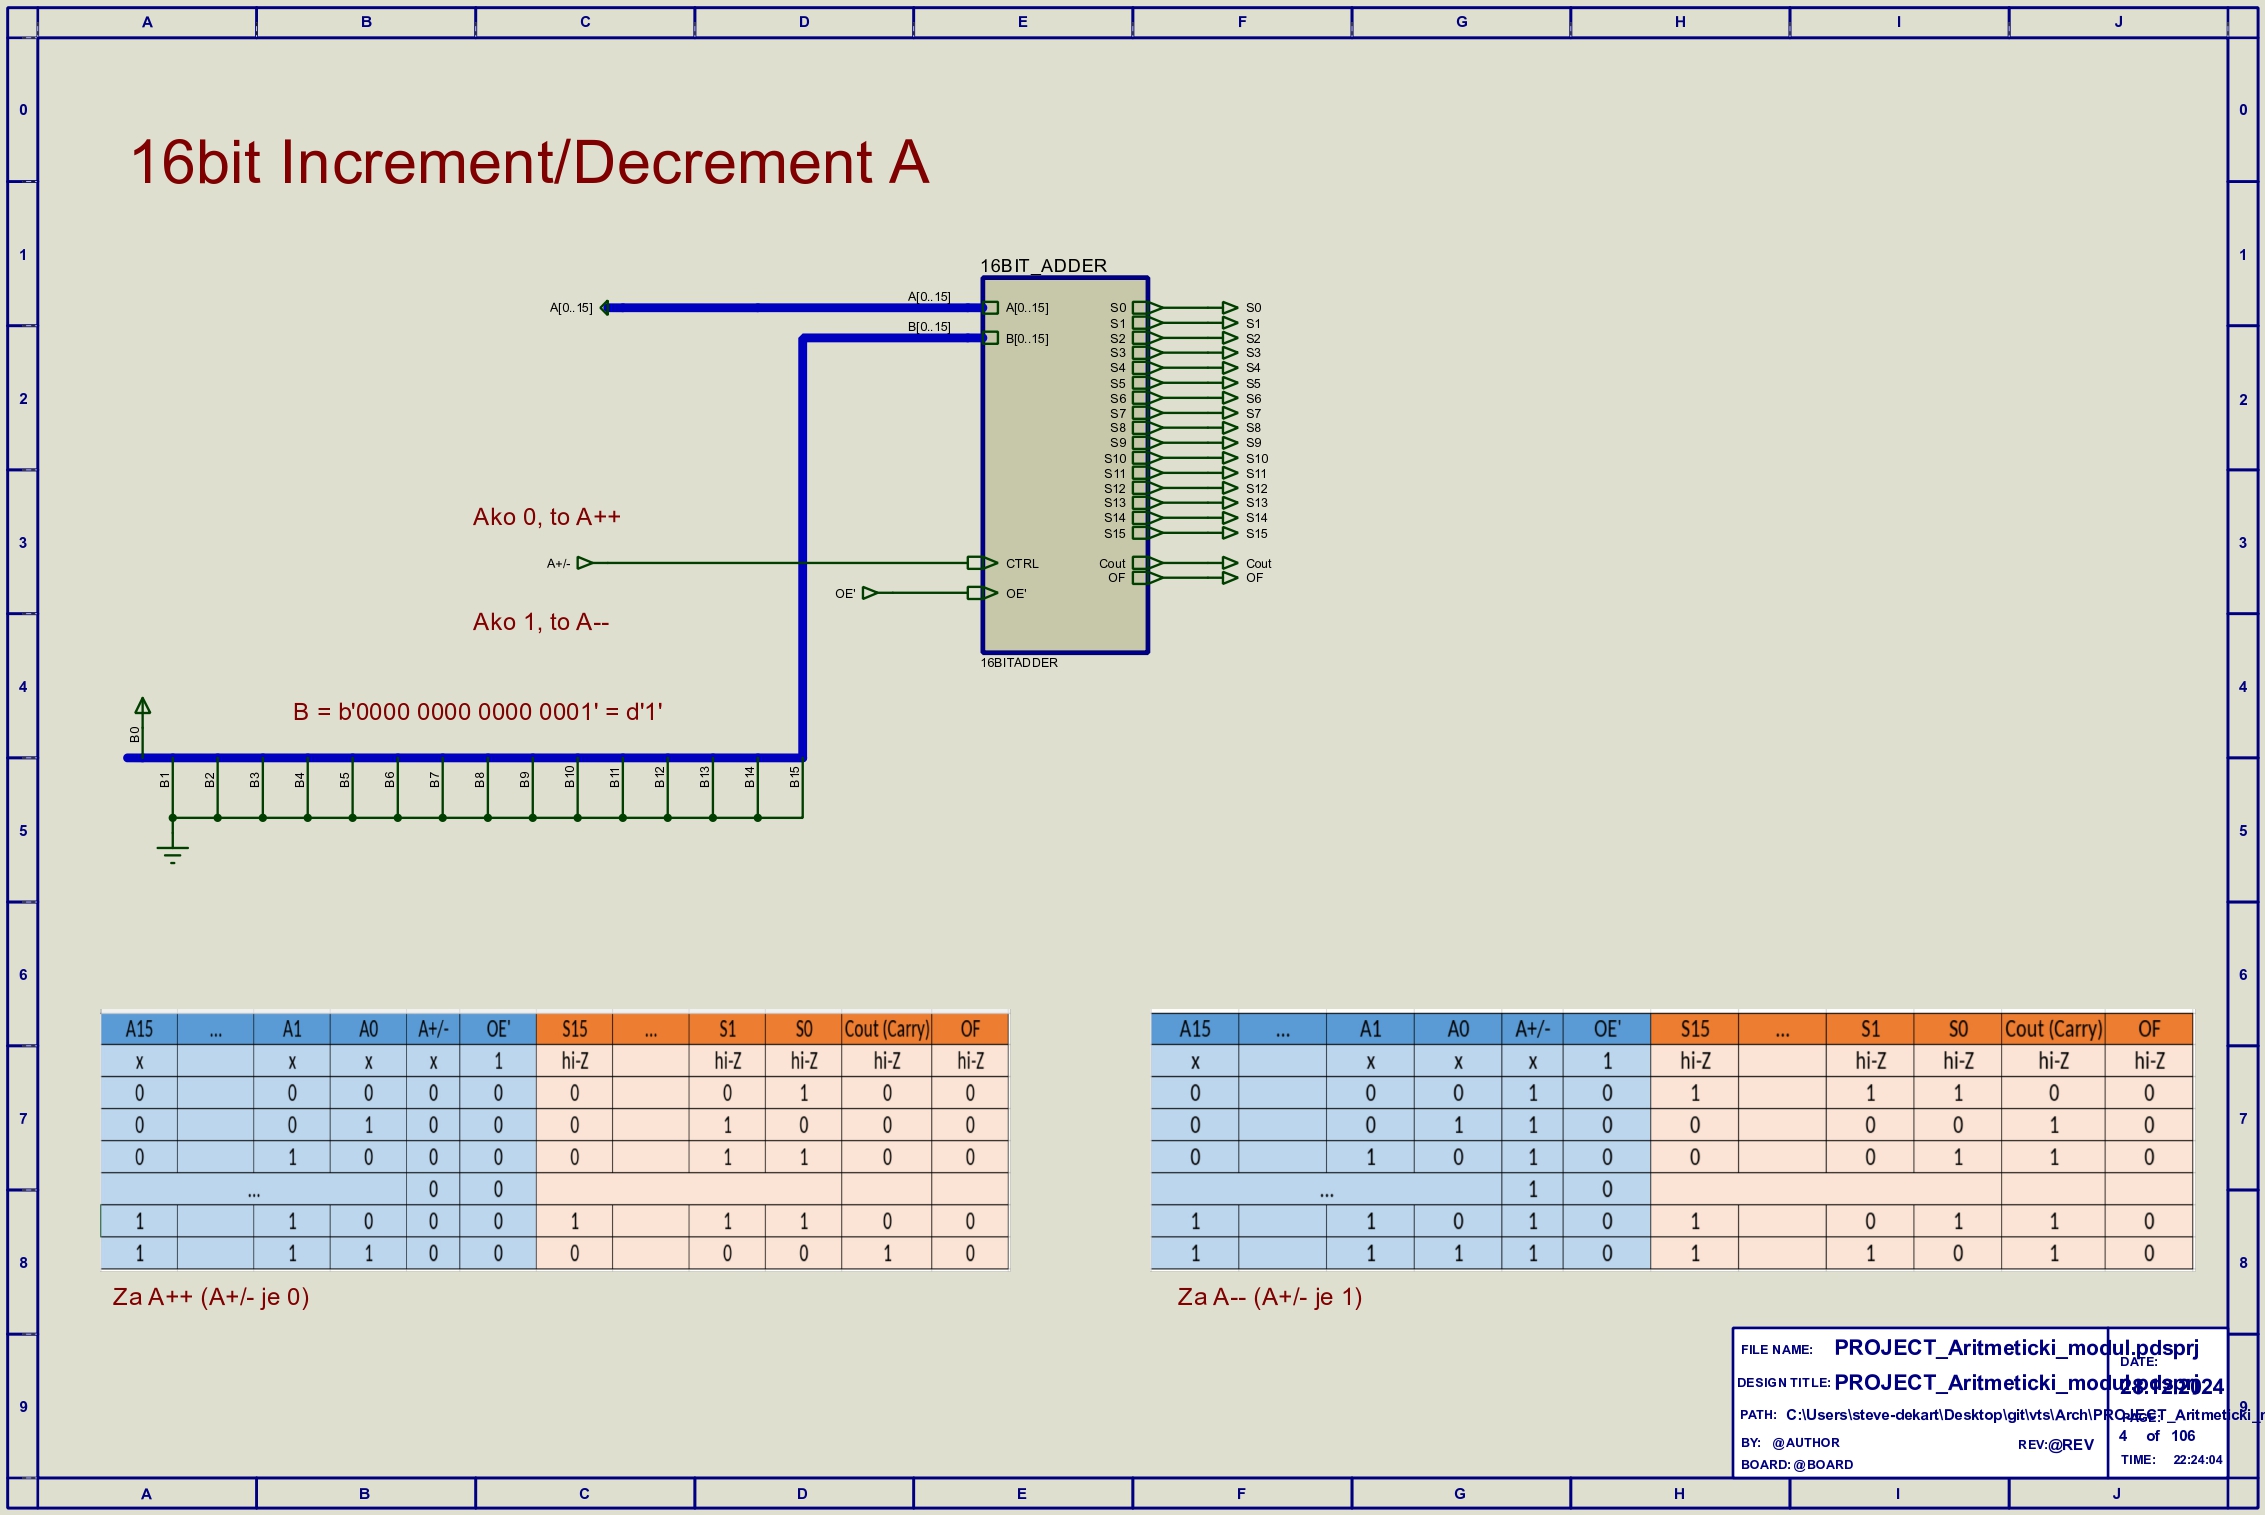 A B C D E F G H I J
0 0
16bit Increment/Decrement A
1 1
16BIT_ADDER
A[0..15] A[0..15] A[0..15] S0 S0
S1 S1
B[0..15] B[0..15] S2 S2
S3 S3
S4 S4
S5 S5
2 2
S6 S6
S7 S7
S8 S8
S9 S9
S10 S10
S11 S11
S12 S12
S13 S13
Ako 0, to A++ S14 S14
S15 S15
3 3
A+/- CTRL Cout Cout
OF OF
OE' OE'
Ako 1, to A--
16BITADDER
4 4
B = b'0000 0000 0000 0001' = d'1'
B0
B1 B2 B3 B4 B5 B6 B7 B8 B9 B10 B11 B12 B13 B14 B15
5 5
6 6
A15 ... A1 A0 A+/- OE' S15 ... S1 S0 Cout (Carry) OF
x x x x 1 hi-Z hi-Z hi-Z hi-Z hi-Z
0 0 0 0 0 0 0 1 0 0
0 0 1 0 0 0 1 0 0 0
0 1 0 0 0 0 1 1 0 0
... 0 0
1 1 0 0 0 1 1 1 0 0
1 1 1 0 0 0 0 0 1 0
Za A++ (A+/- je 0)
A15 ... A1 A0 A+/- OE' S15 ... S1 S0 Cout (Carry) OF
x x x x 1 hi-Z hi-Z hi-Z hi-Z hi-Z
0 0 0 1 0 1 1 1 0 0
0 0 1 1 0 0 0 0 1 0
0 1 0 1 0 0 0 1 1 0
... 1 0
1 1 0 1 0 1 0 1 1 0
1 1 1 1 0 1 1 0 1 0
Za A-- (A+/- je 1)
7 7
8 8
9 9
FILE NAME: PROJECT_Aritmeticki_modul.pdsprj
DESIGN TITLE: PROJECT_Aritmeticki_modul.pdsprj
PATH: C:\Users\steve-dekart\Desktop\git\vts\Arch\PROJECT_Aritmeticki_
BY: @AUTHOR REV:@REV
BOARD: @BOARD
DATE:
28.12.2024
PAGE:
4 of 106
TIME: 22:24:04
A B C D E F G H I J